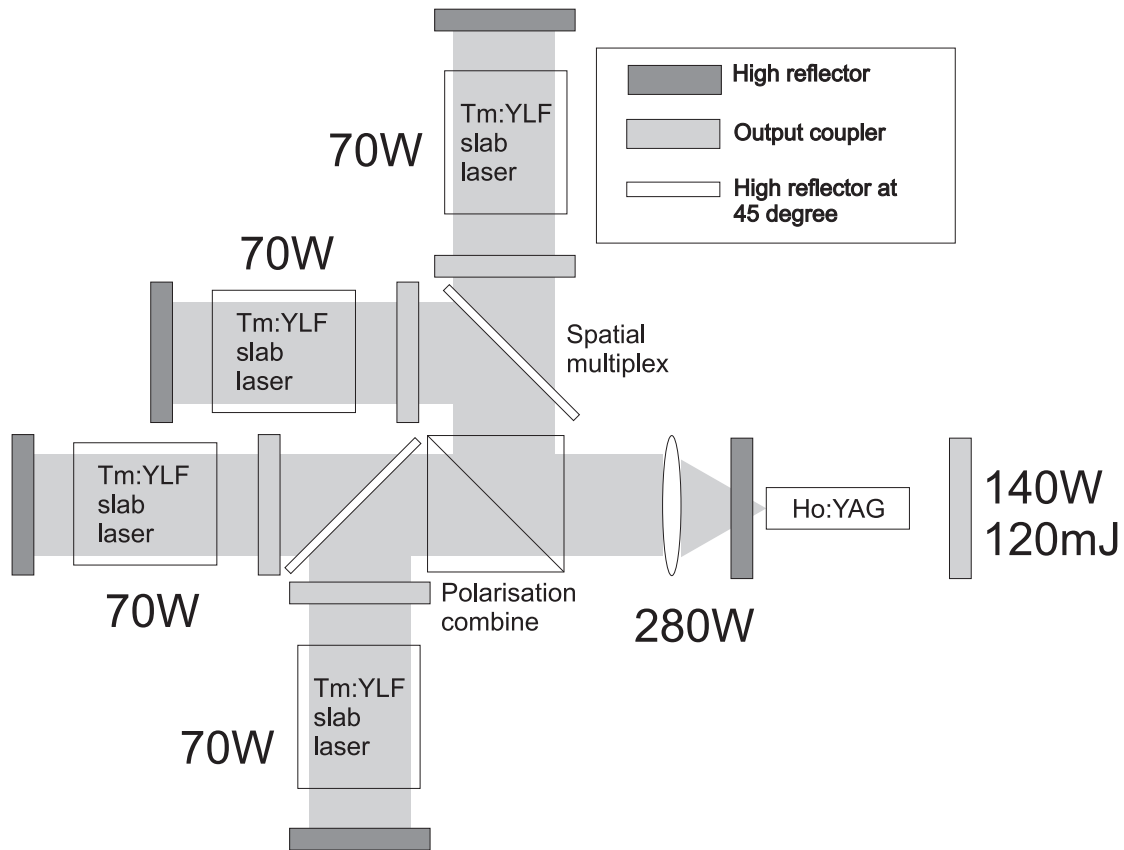 High reflector
Output coupler
High reflector at
45 degree
Tm:YLF
slab
laser
70W
70W
Tm:YLF
slab
laser
Spatial
multiplex
Tm:YLF
slab
laser
70W
Ho:YAG
140W
120mJ
Polarisation
combine
280W
Tm:YLF
slab
laser
70W